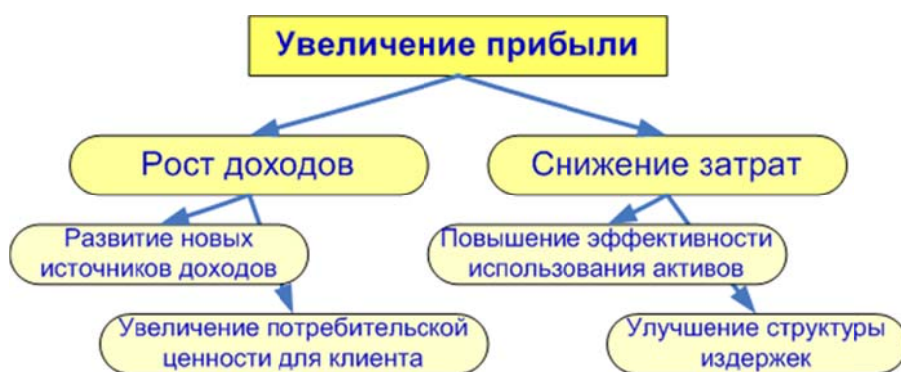 Увеличение прибыли
Рост доходов
Снижение затрат
Развитие новых
источников доходов
Повышение эффективности
использования активов
Увеличение потребительской
ценности для клиента
Улучшение структуры
издержек